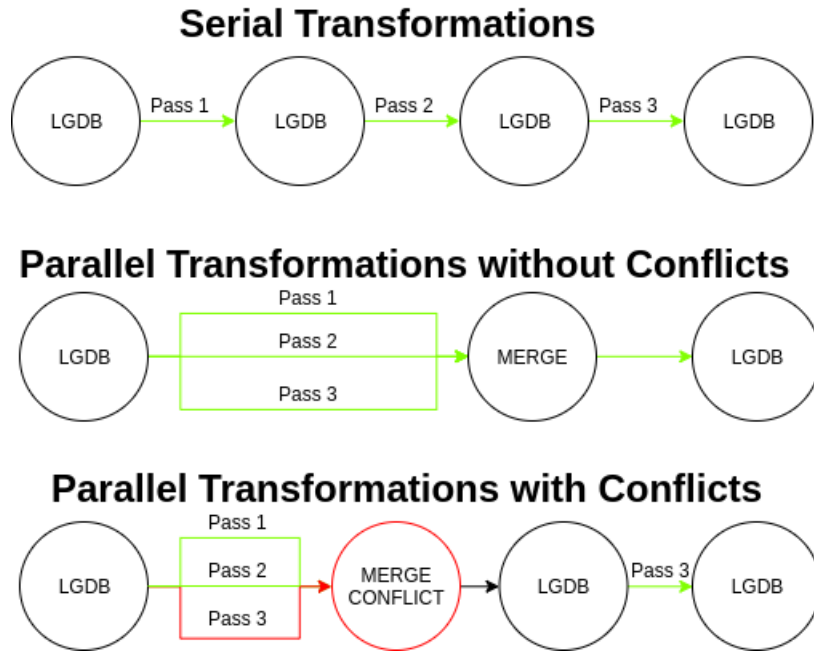 Serial Transformations
LGDB
Pass 1
LGDB
Pass 2
LGDB
Pass 3
LGDB
Parallel Transformations without Conflicts
LGDB
Pass 1
Pass 2
Pass 3
MERGE
LGDB
Parallel Transformations with Conflicts
LGDB
Pass 1
Pass 2
Pass 3
MERGE
CONFLICT
LGDB
Pass 3
LGDB